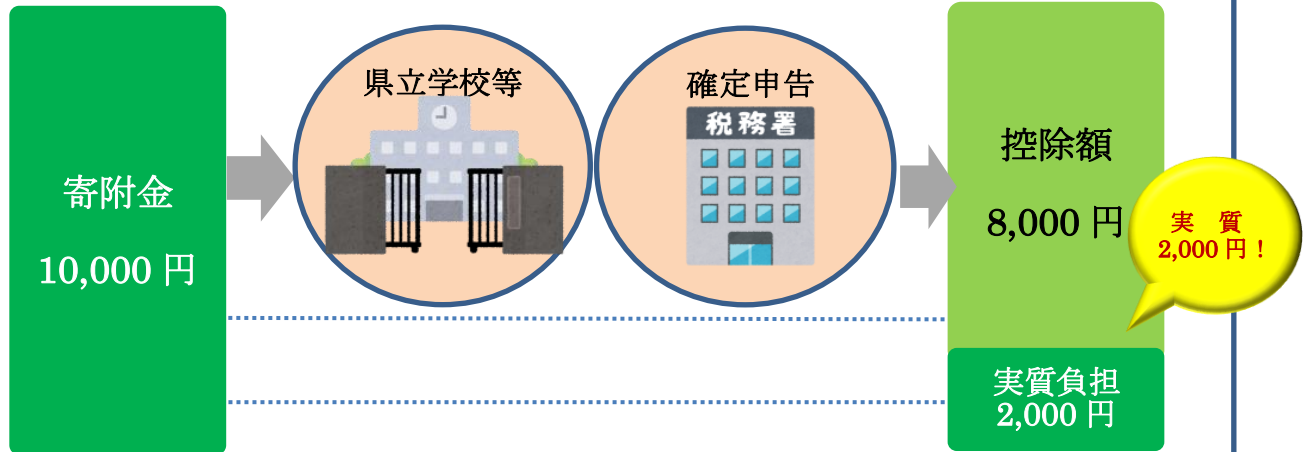 寄附金
10,000 円
県立学校等
確定申告
税務署
控除額
8,000 円
実　質
2,000 円！
実質負担
2,000 円